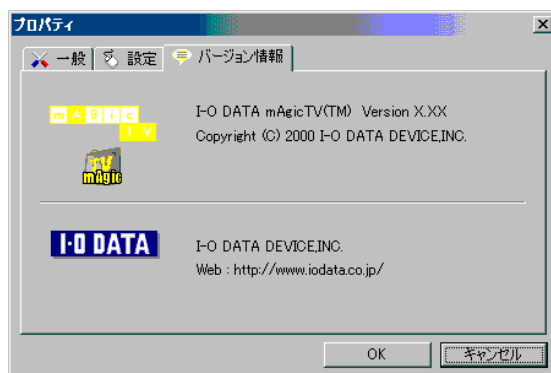 プロパティ
一般 設定 バージョン情報
mAgic
TV
I-O DATA mAgicTV(TM) Version X.XX
Copyright (C) 2000 I-O DATA DEVICE,INC.
TV
mAgic
I·O DATA
I-O DATA DEVICE,INC.
Web : http://www.iodata.co.jp/
OK キャンセル